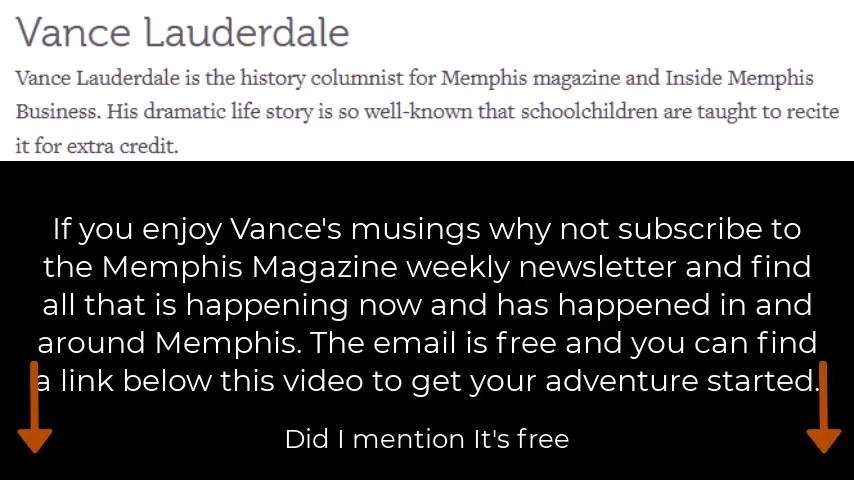 Vance Lauderdale
Vance Lauderdale is the history columnist for Memphis magazine and Inside Memphis
Business. His dramatic life story is so well-known that schoolchildren are taught to recite
it for extra credit.
If you enjoy Vance's musings why not subscribe to
the Memphis Magazine weekly newsletter and find
all that is happening now and has happened in and
around Memphis. The email is free and you can find
a link below this video to get your adventure started.
Did I mention It's free